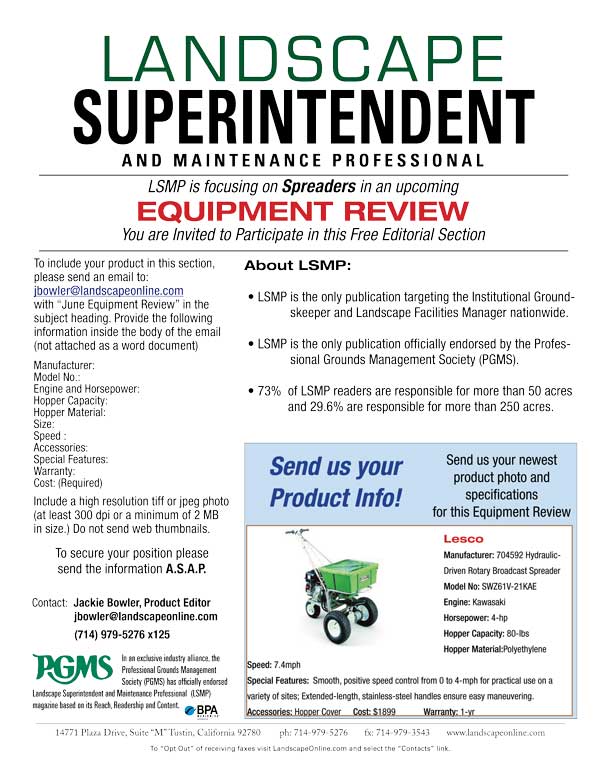 LANDSCAPE
SUPERINTENDENT
AND MAINTENANCE PROFESSIONAL
LSMP is focusing on Spreaders in an upcoming
EQUIPMENT REVIEW
You are Invited to Participate in this Free Editorial Section
To include your product in this section,
please send an email to:
jbowler@landscapeonline.com
with “June Equipment Review” in the
subject heading. Provide the following
information inside the body of the email
(not attached as a word document)
Manufacturer:
Model No.:
Engine and Horsepower:
Hopper Capacity:
Hopper Material:
Size:
Speed :
Accessories:
Special Features:
Warranty:
Cost: (Required)
Include a high resolution tiff or jpeg photo
(at least 300 dpi or a minimum of 2 MB
in size.) Do not send web thumbnails.
To secure your position please
send the information A.S.A.P.
Contact: Jackie Bowler, Product Editor
jbowler@landscapeonline.com
(714) 979-5276 x125
PGMS
In an exclusive industry alliance, the
Professional Grounds Management
Society (PGMS) has officially endorsed
Landscape Superintendent and Maintenance Professional (LSMP)
magazine based on its Reach, Readership and Content.
BPA
WORLDWIDE
About LSMP:
• LSMP is the only publication targeting the Institutional Ground-
skeeper and Landscape Facilities Manager nationwide.
• LSMP is the only publication officially endorsed by the Profes-
sional Grounds Management Society (PGMS).
• 73% of LSMP readers are responsible for more than 50 acres
and 29.6% are responsible for more than 250 acres.
Send us your
Product Info!
Send us your newest
product photo and
specifications
for this Equipment Review
Lesco
Manufacturer: 704592 Hydraulic-
Driven Rotary Broadcast Spreader
Model No: SWZ61V-21KAE
Engine: Kawasaki
Horsepower: 4-hp
Hopper Capacity: 80-lbs
Hopper Material:Polyethylene
Speed: 7.4mph
Special Features: Smooth, positive speed control from 0 to 4-mph for practical use on a
variety of sites; Extended-length, stainless-steel handles ensure easy maneuvering.
Accessories: Hopper Cover Cost: $1899 Warranty: 1-yr
14771 Plaza Drive, Suite “M” Tustin, California 92780 ph: 714-979-5276 fx: 714-979-3543 www.landscapeonline.com
To “Opt Out” of receiving faxes visit LandscapeOnline.com and select the “Contacts” link.